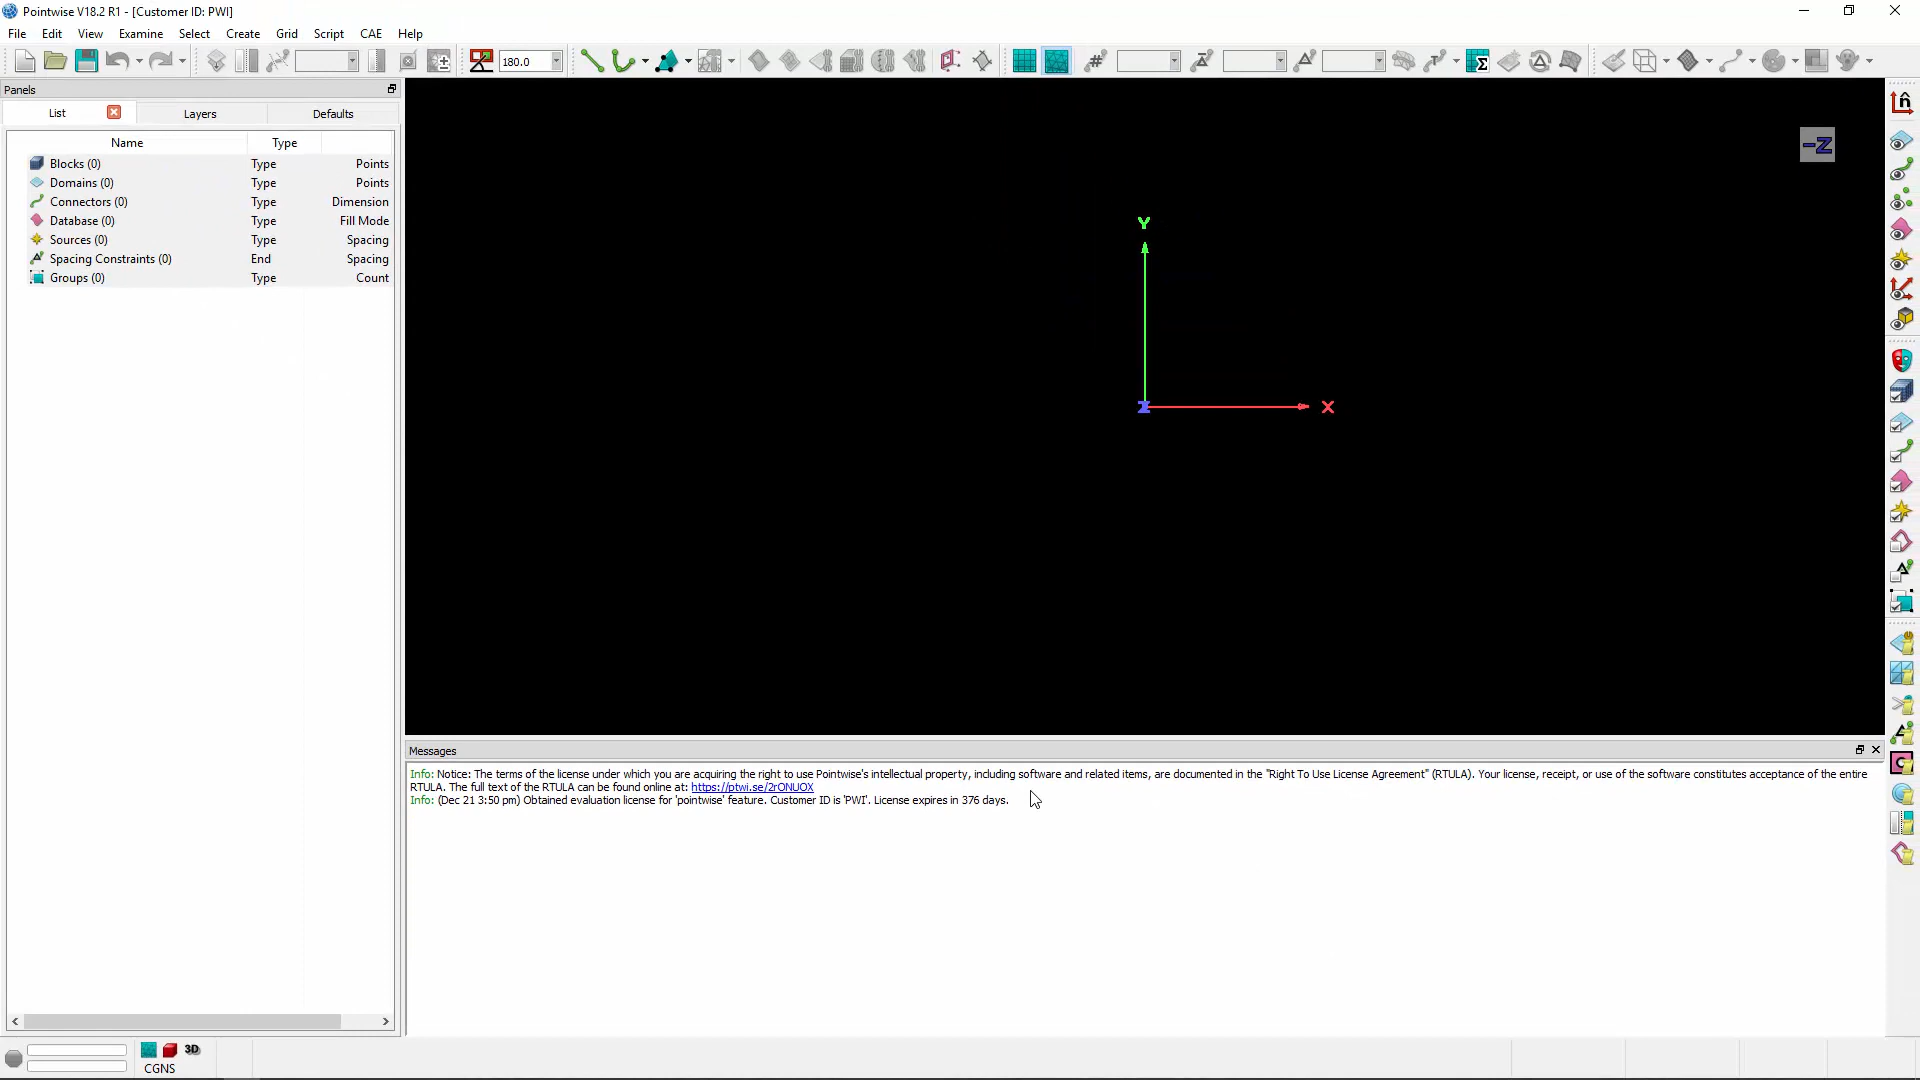 Pointwise V18.2 R1 - [Customer ID: PWI]
File Edit View Examine Select Create Grid Script CAE Help
180.0
Panels
List Layers Defaults
Name Type
Blocks (0) Type Points
Domains (0) Type Points
Connectors (0) Type Dimension
Database (0) Type Fill Mode
Sources (0) Type Spacing
Spacing Constraints (0) End Spacing
Groups (0) Type Count
-Z
Y
Z X
Messages
Info: Notice: The terms of the license under which you are acquiring the right to use Pointwise's intellectual property, including software and related items, are documented in the "Right To Use License Agreement" (RTULA). Your license, receipt, or use of the software constitutes acceptance of the entire
RTULA. The full text of the RTULA can be found online at: https://ptwi.se/2rONUOX
Info: (Dec 21 3:50 pm) Obtained evaluation license for 'pointwise' feature. Customer ID is 'PWI'. License expires in 376 days.
3D
CGNS